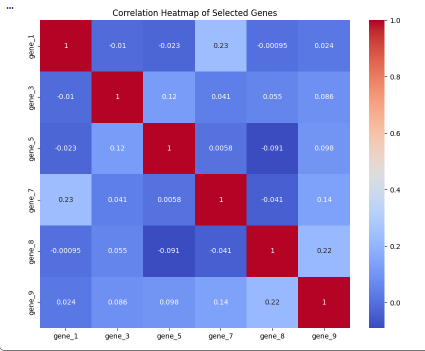 ...
Correlation Heatmap of Selected Genes
gene_1 1 -0.01 -0.023 0.23 -0.00095 0.024
gene_3 -0.01 1 0.12 0.041 0.055 0.086
gene_5 -0.023 0.12 1 0.0058 -0.091 0.098
gene_7 0.23 0.041 0.0058 1 -0.041 0.14
gene_8 -0.00095 0.055 -0.091 -0.041 1 0.22
gene_9 0.024 0.086 0.098 0.14 0.22 1
gene_1 gene_3 gene_5 gene_7 gene_8 gene_9
1.0
0.8
0.6
0.4
0.2
0.0